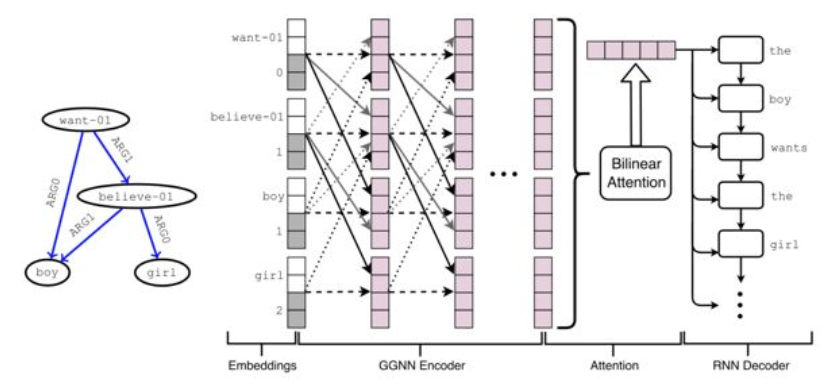 want-01
ARG0
ARG1
believe-01
ARG1
ARG0
boy
girl
want-01
0
believe-01
1
boy
1
girl
2
...
Bilinear
Attention
the
boy
wants
the
girl
Embeddings
GGNN Encoder
Attention
RNN Decoder